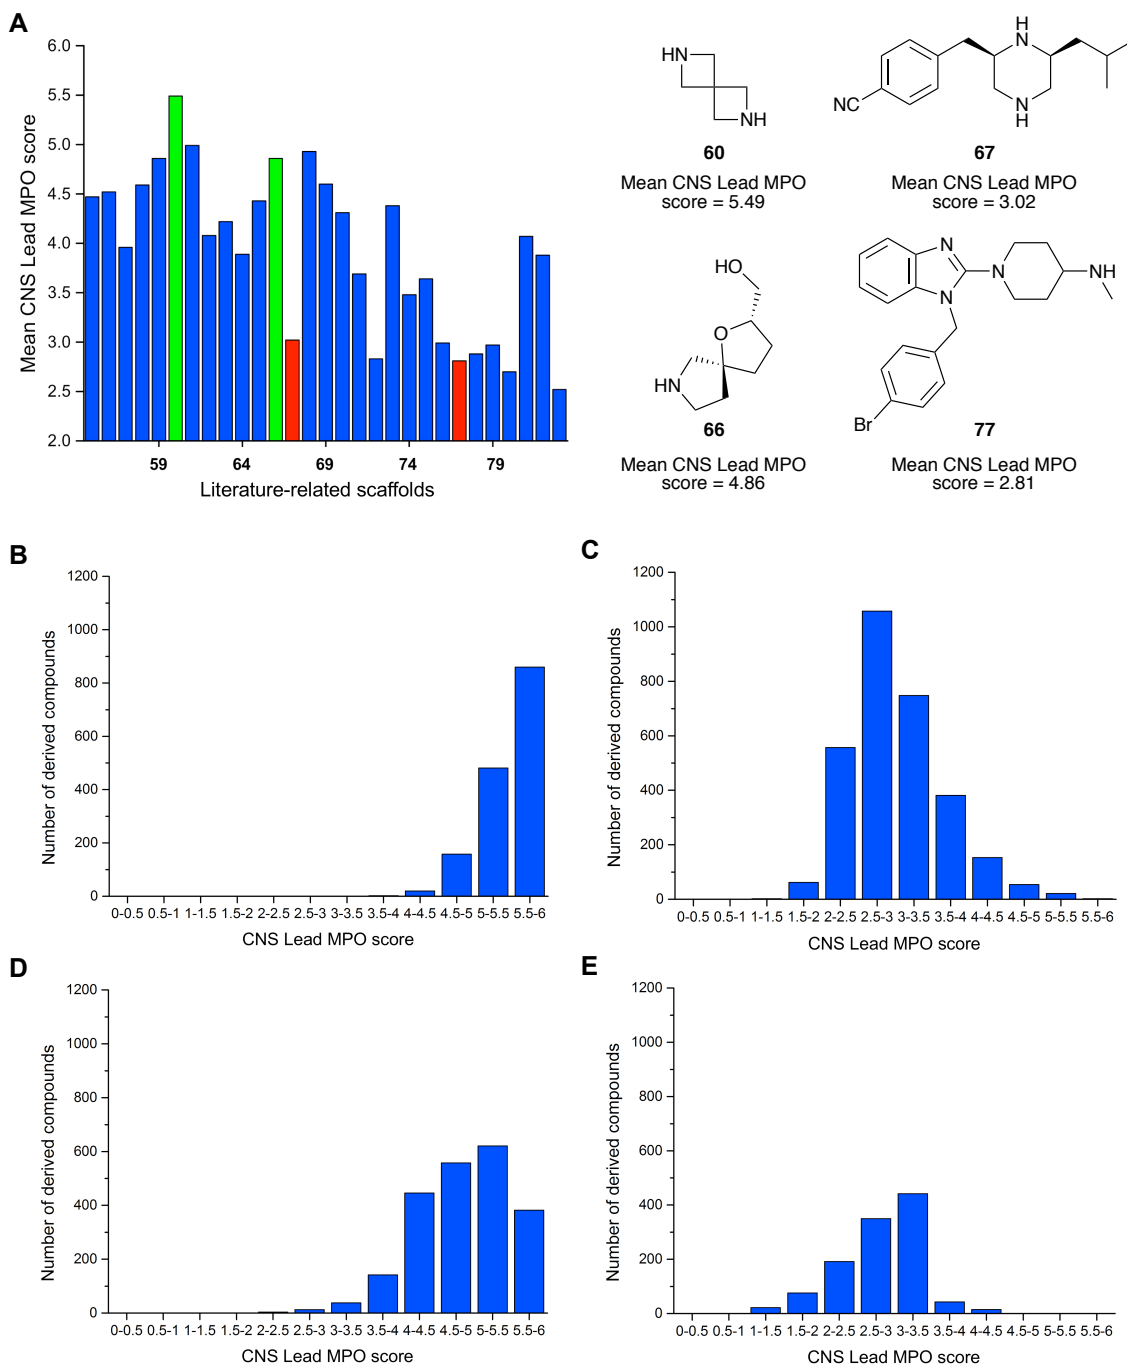 A
6.0
5.5
5.0
4.5
4.0
3.5
3.0
2.5
2.0
Mean CNS Lead MPO score
59 64 69 74 79
Literature-related scaffolds
HN
NH
60
Mean CNS Lead MPO
score = 5.49
H
N
NC
N
H
67
Mean CNS Lead MPO
score = 3.02
HO
O
HN
66
Mean CNS Lead MPO
score = 4.86
N
N
N
NH
Br
77
Mean CNS Lead MPO
score = 2.81
B
1200
1000
800
600
400
200
0
Number of derived compounds
0-0.5 0.5-1 1-1.5 1.5-2 2-2.5 2.5-3 3-3.5 3.5-4 4-4.5 4.5-5 5-5.5 5.5-6
CNS Lead MPO score
C
1200
1000
800
600
400
200
0
Number of derived compounds
0-0.5 0.5-1 1-1.5 1.5-2 2-2.5 2.5-3 3-3.5 3.5-4 4-4.5 4.5-5 5-5.5 5.5-6
CNS Lead MPO score
D
1200
1000
800
600
400
200
0
Number of derived compounds
0-0.5 0.5-1 1-1.5 1.5-2 2-2.5 2.5-3 3-3.5 3.5-4 4-4.5 4.5-5 5-5.5 5.5-6
CNS Lead MPO score
E
1200
1000
800
600
400
200
0
Number of derived compounds
0-0.5 0.5-1 1-1.5 1.5-2 2-2.5 2.5-3 3-3.5 3.5-4 4-4.5 4.5-5 5-5.5 5.5-6
CNS Lead MPO score